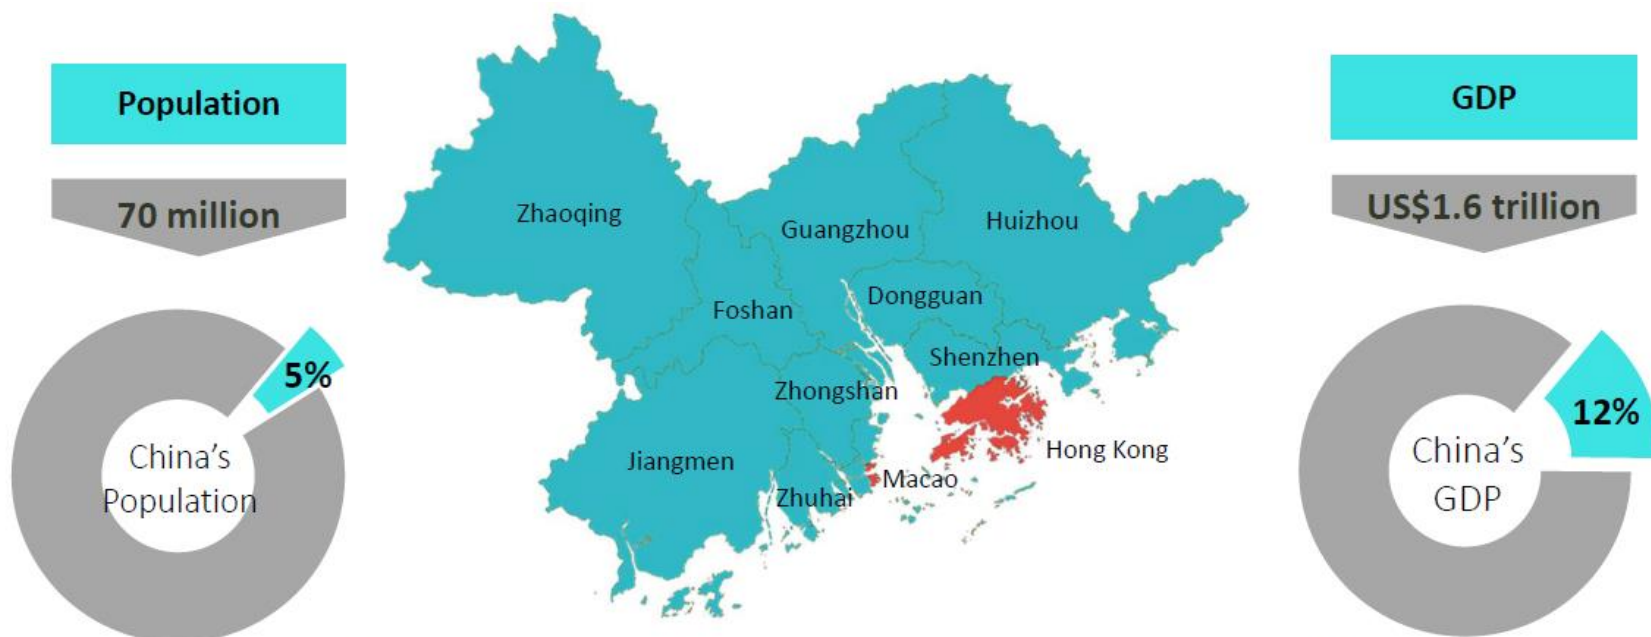 Population
70 million
5%
China's
Population
Zhaoqing
Guangzhou
Huizhou
Foshan
Dongguan
Shenzhen
Zhongshan
Jiangmen
Hong Kong
Macao
Zhuhai
GDP
US$1.6 trillion
12%
China's
GDP